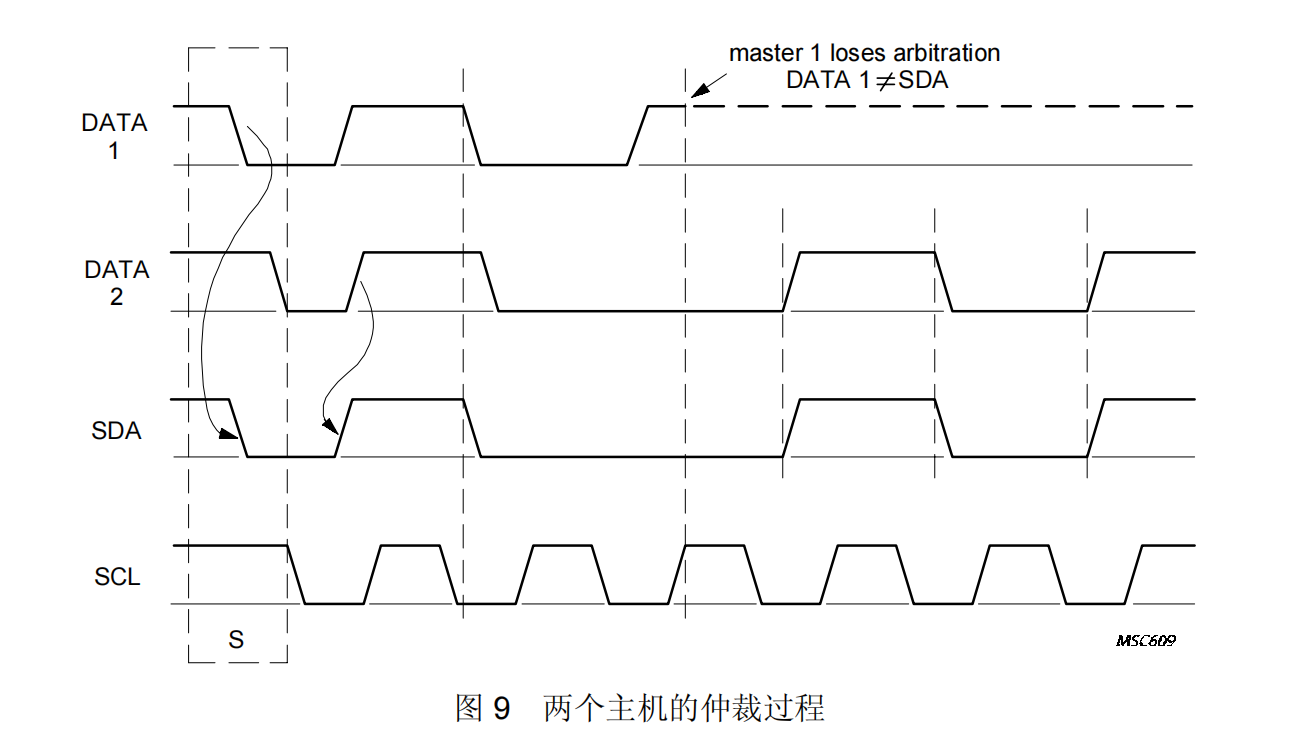 master 1 loses arbitration
DATA 1≠SDA
DATA
1
DATA
2
SDA
SCL
S
MSC609
图 9 两个主机的仲裁过程